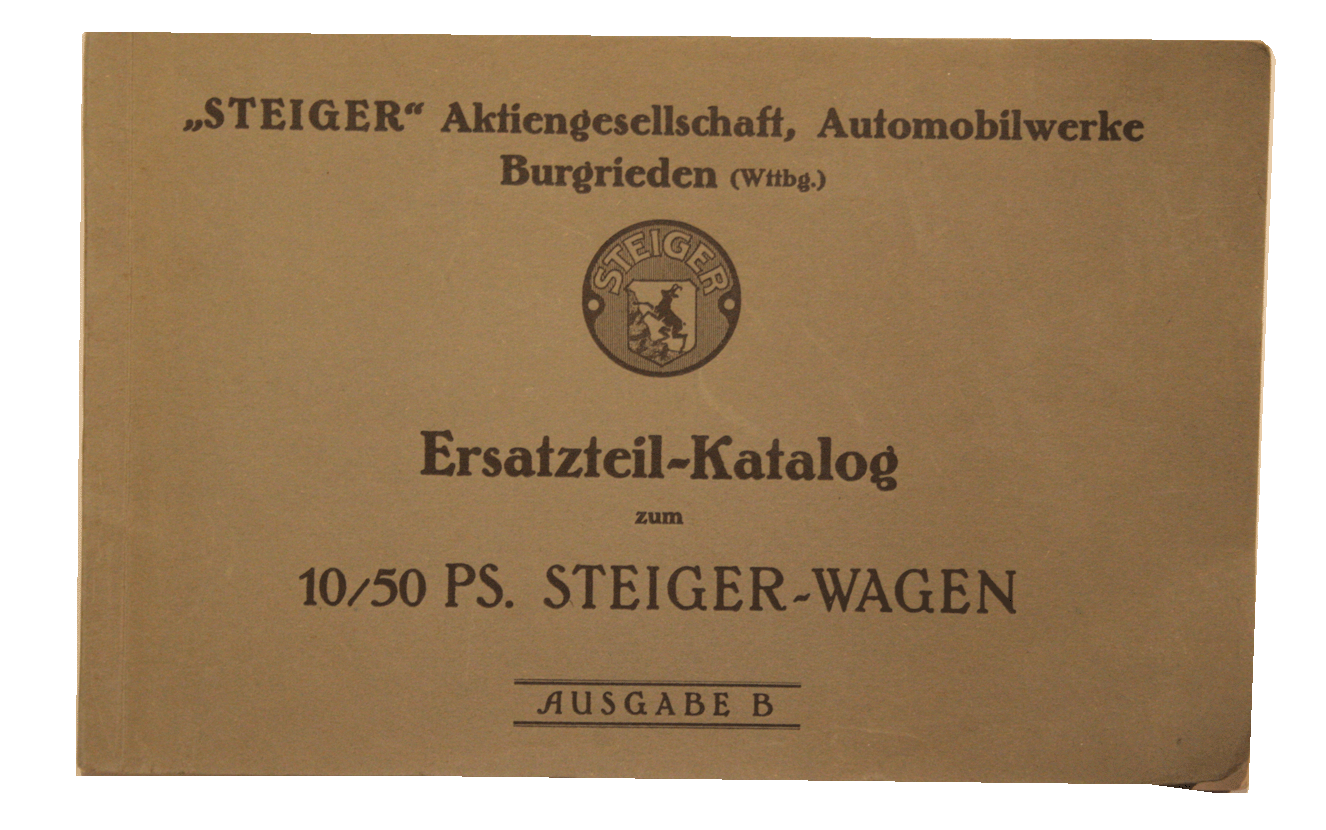 „STEIGER“ Aktiengesellschaft, Automobilwerke
Burgrieden (Wttbg.)
STEIGER
Ersatzteil-Katalog
zum
10/50 PS. STEIGER-WAGEN
AUSGABE B